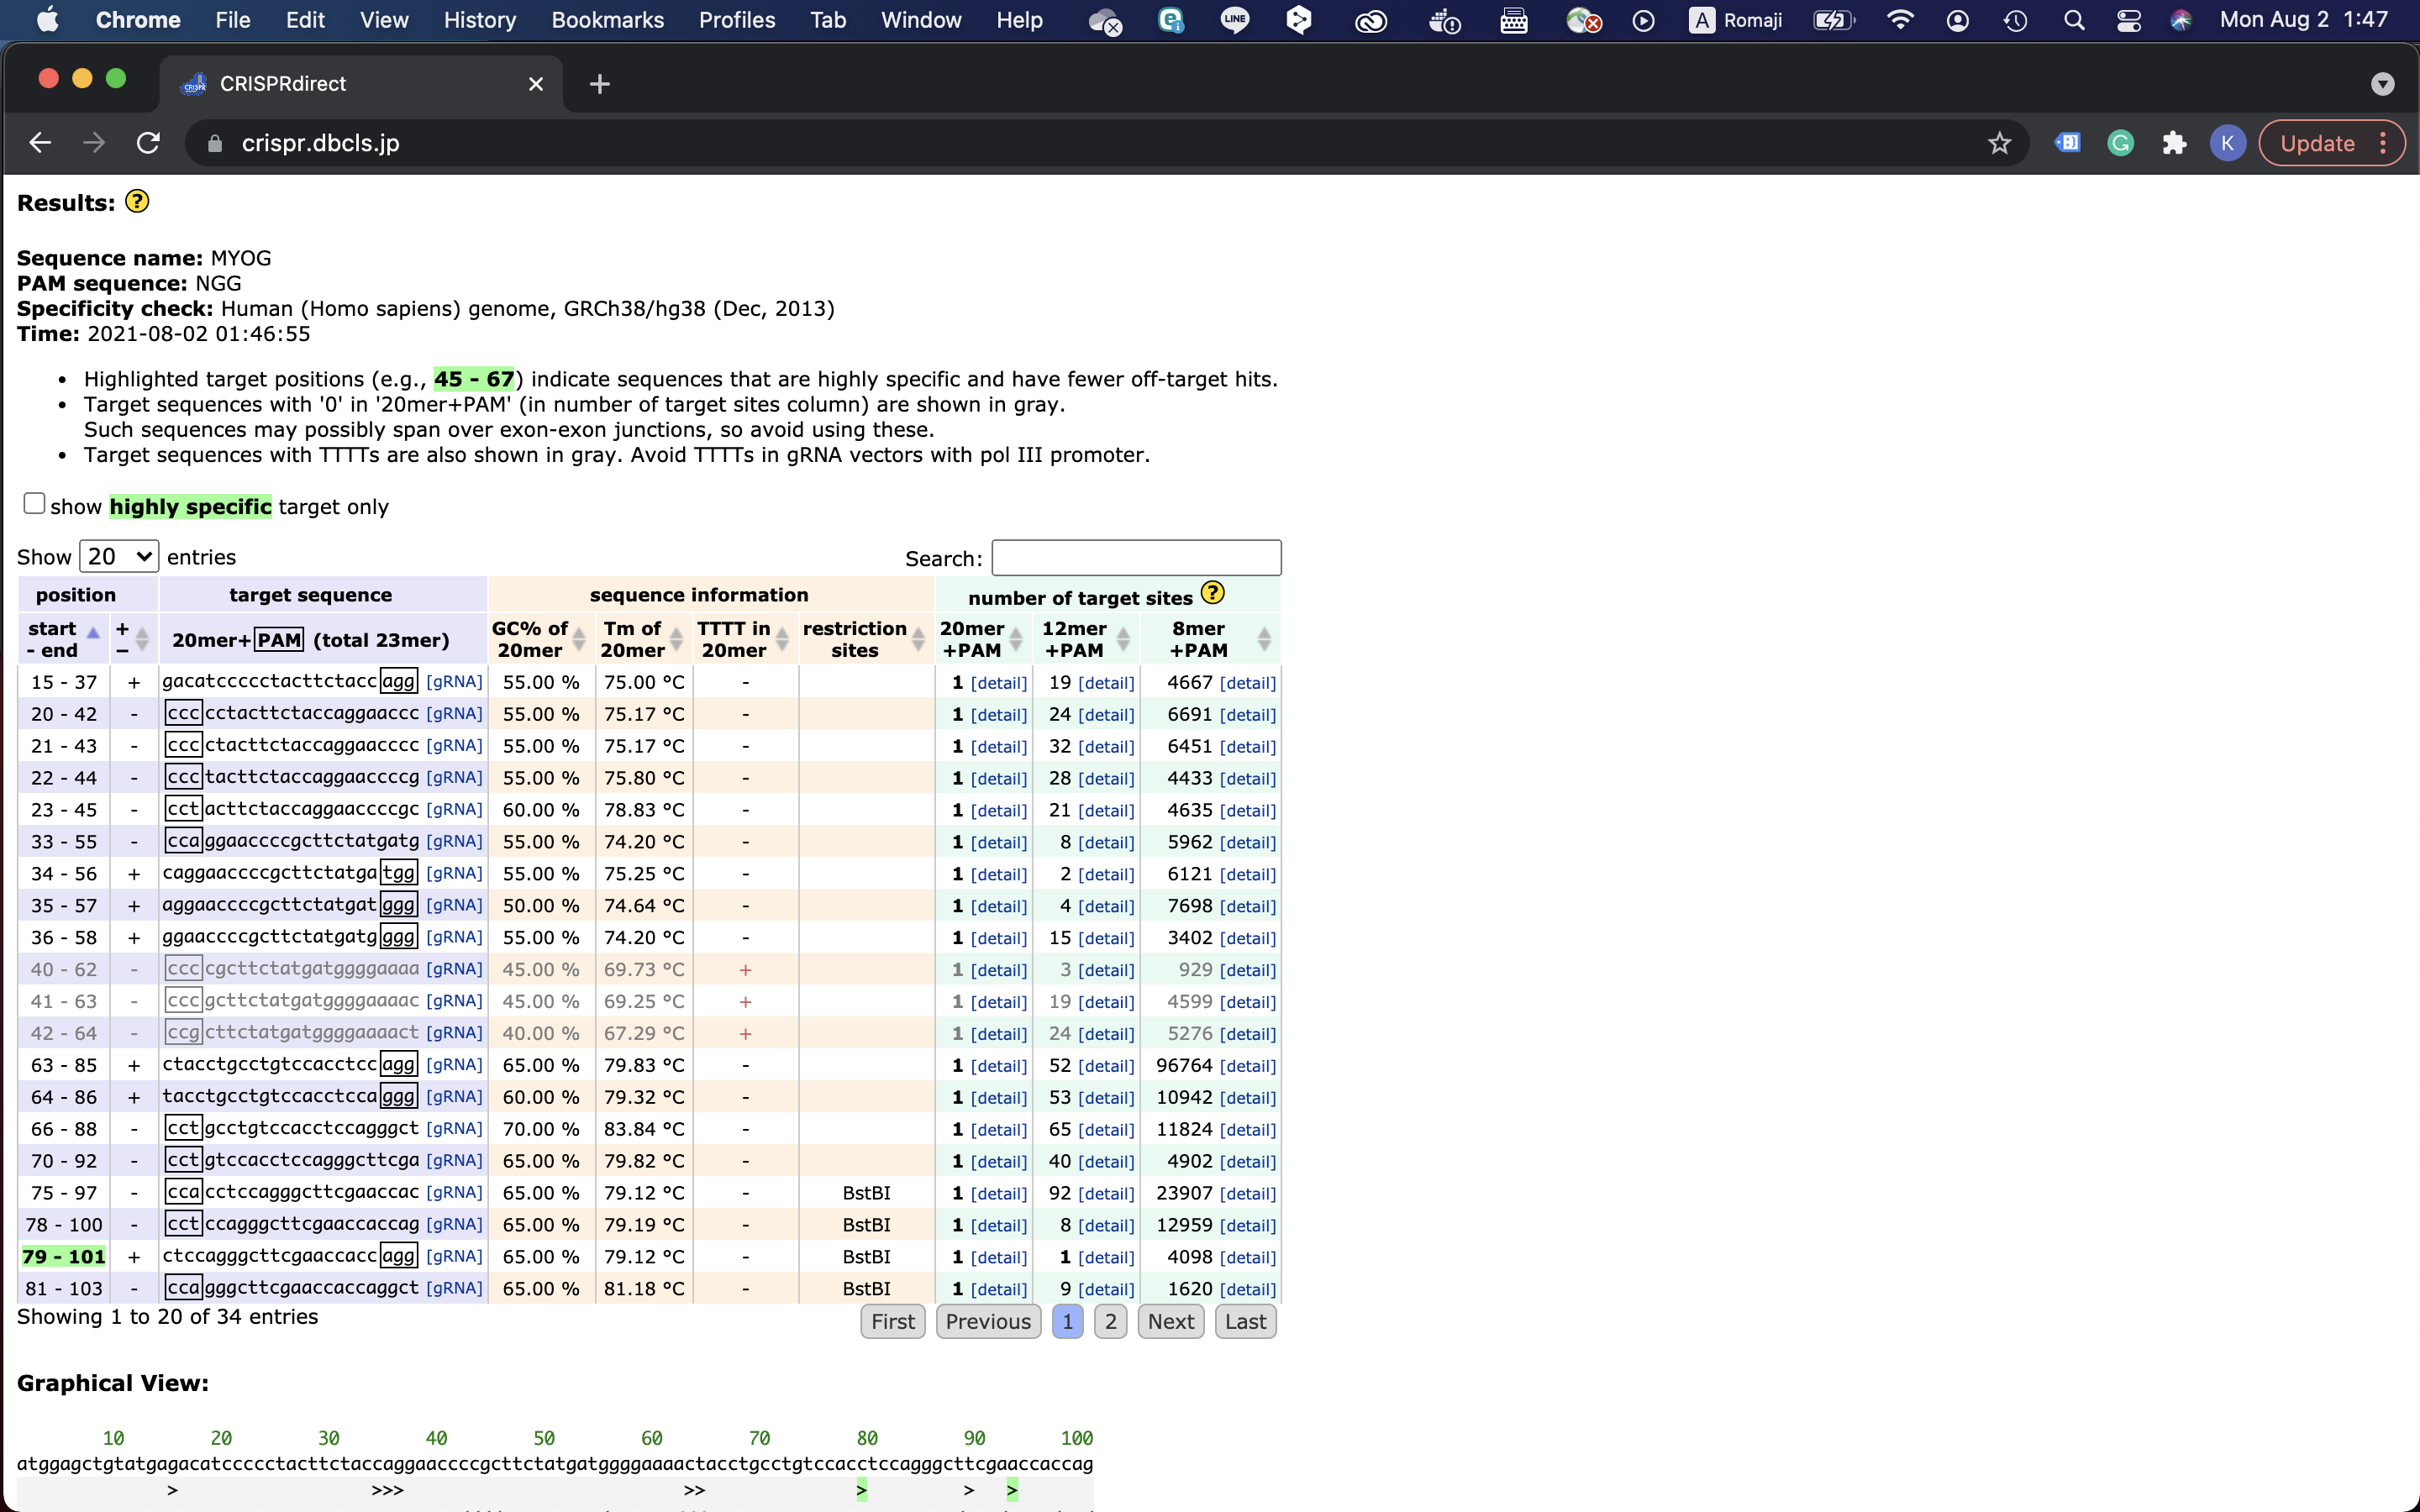 Chrome File Edit View History Bookmarks Profiles Tab Window Help LINE A Romaji Mon Aug 2 1:47
CRISPR CRISPRdirect
crispr.dbcls.jp K Update
Results: ?
Sequence name: MYOG
PAM sequence: NGG
Specificity check: Human (Homo sapiens) genome, GRCh38/hg38 (Dec, 2013)
Time: 2021-08-02 01:46:55
• Highlighted target positions (e.g., 45 - 67) indicate sequences that are highly specific and have fewer off-target hits.
• Target sequences with '0' in '20mer+PAM' (in number of target sites column) are shown in gray.
Such sequences may possibly span over exon-exon junctions, so avoid using these.
• Target sequences with TTTTs are also shown in gray. Avoid TTTTs in gRNA vectors with pol III promoter.
show highly specific target only
Show 20 entries Search:
position target sequence sequence information number of target sites ?
start - end + − 20mer+PAM (total 23mer) GC% of 20mer Tm of 20mer TTTT in 20mer restriction sites 20mer +PAM 12mer +PAM 8mer +PAM
15 - 37 + gacatccccctacttctaccagg [gRNA] 55.00 % 75.00 °C - 1 [detail] 19 [detail] 4667 [detail]
20 - 42 - ccccctacttctaccaggaaccc [gRNA] 55.00 % 75.17 °C - 1 [detail] 24 [detail] 6691 [detail]
21 - 43 - cccctacttctaccaggaacccc [gRNA] 55.00 % 75.17 °C - 1 [detail] 32 [detail] 6451 [detail]
22 - 44 - ccctacttctaccaggaaccccg [gRNA] 55.00 % 75.80 °C - 1 [detail] 28 [detail] 4433 [detail]
23 - 45 - cctacttctaccaggaaccccgc [gRNA] 60.00 % 78.83 °C - 1 [detail] 21 [detail] 4635 [detail]
33 - 55 - ccaggaaccccgcttctatgatg [gRNA] 55.00 % 74.20 °C - 1 [detail] 8 [detail] 5962 [detail]
34 - 56 + caggaaccccgcttctatgatgg [gRNA] 55.00 % 75.25 °C - 1 [detail] 2 [detail] 6121 [detail]
35 - 57 + aggaaccccgcttctatgatggg [gRNA] 50.00 % 74.64 °C - 1 [detail] 4 [detail] 7698 [detail]
36 - 58 + ggaaccccgcttctatgatgggg [gRNA] 55.00 % 74.20 °C - 1 [detail] 15 [detail] 3402 [detail]
40 - 62 - ccccgcttctatgatggggaaaa [gRNA] 45.00 % 69.73 °C + 1 [detail] 3 [detail] 929 [detail]
41 - 63 - cccgcttctatgatggggaaaac [gRNA] 45.00 % 69.25 °C + 1 [detail] 19 [detail] 4599 [detail]
42 - 64 - ccgcttctatgatggggaaaact [gRNA] 40.00 % 67.29 °C + 1 [detail] 24 [detail] 5276 [detail]
63 - 85 + ctacctgcctgtccacctccagg [gRNA] 65.00 % 79.83 °C - 1 [detail] 52 [detail] 96764 [detail]
64 - 86 + tacctgcctgtccacctccaggg [gRNA] 60.00 % 79.32 °C - 1 [detail] 53 [detail] 10942 [detail]
66 - 88 - cctgcctgtccacctccagggct [gRNA] 70.00 % 83.84 °C - 1 [detail] 65 [detail] 11824 [detail]
70 - 92 - cctgtccacctccagggcttcga [gRNA] 65.00 % 79.82 °C - 1 [detail] 40 [detail] 4902 [detail]
75 - 97 - ccacctccagggcttcgaaccac [gRNA] 65.00 % 79.12 °C - BstBI 1 [detail] 92 [detail] 23907 [detail]
78 - 100 - cctccagggcttcgaaccaccag [gRNA] 65.00 % 79.19 °C - BstBI 1 [detail] 8 [detail] 12959 [detail]
79 - 101 + ctccagggcttcgaaccaccagg [gRNA] 65.00 % 79.12 °C - BstBI 1 [detail] 1 [detail] 4098 [detail]
81 - 103 - ccagggcttcgaaccaccaggct [gRNA] 65.00 % 81.18 °C - BstBI 1 [detail] 9 [detail] 1620 [detail]
Showing 1 to 20 of 34 entries First Previous 1 2 Next Last
Graphical View:
10 20 30 40 50 60 70 80 90 100
atggagctgtatgagacatccccctacttctaccaggaaccccgcttctatgatggggaaaactacctgcctgtccacctccagggcttcgaaccaccag
> >>> >> > > >